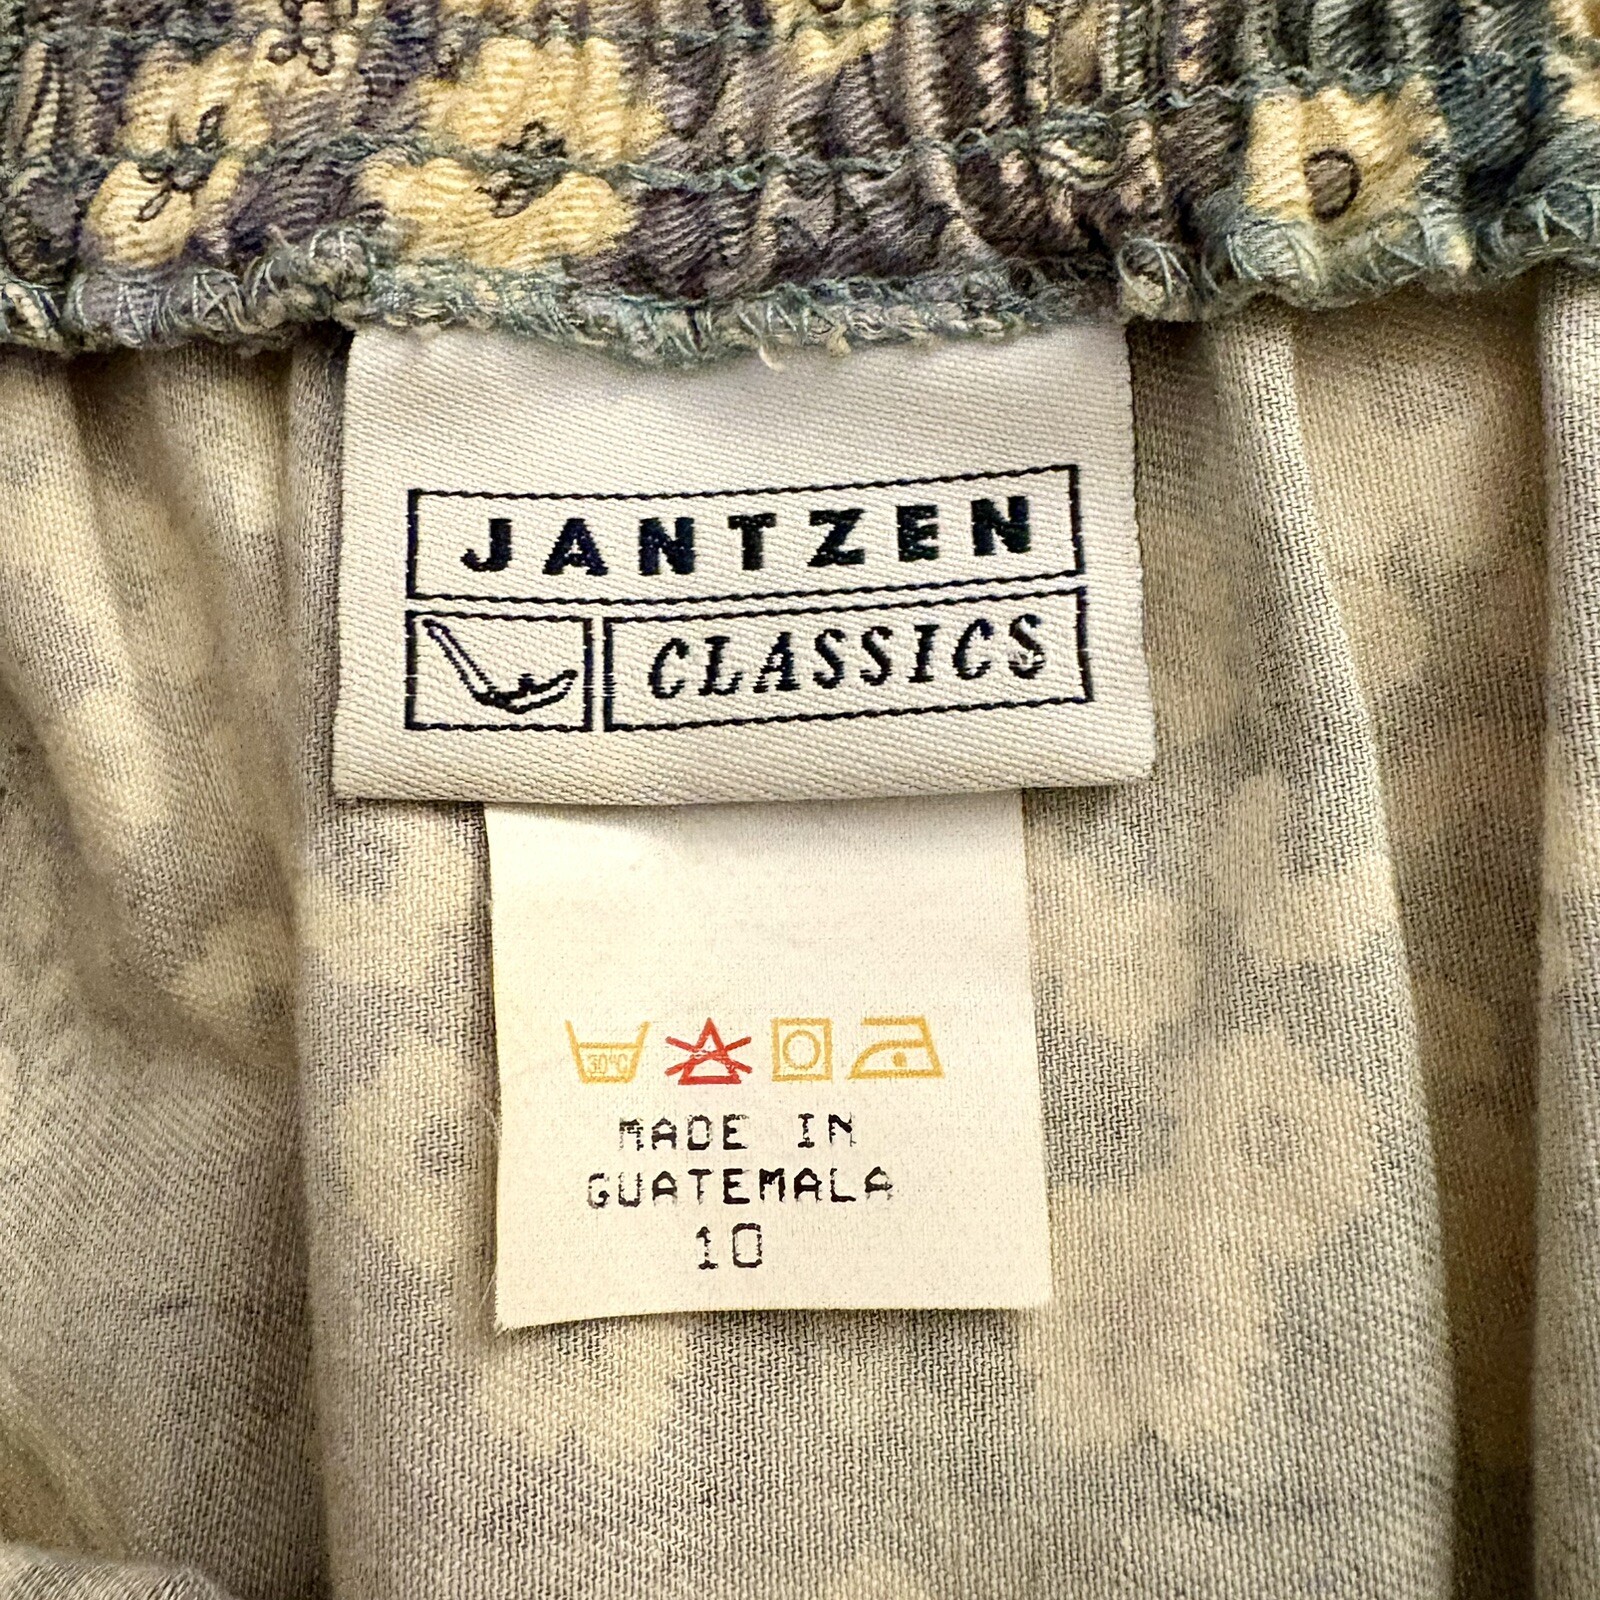 JANTZEN
CLASSICS
30°C
MADE IN
GUATEMALA
10